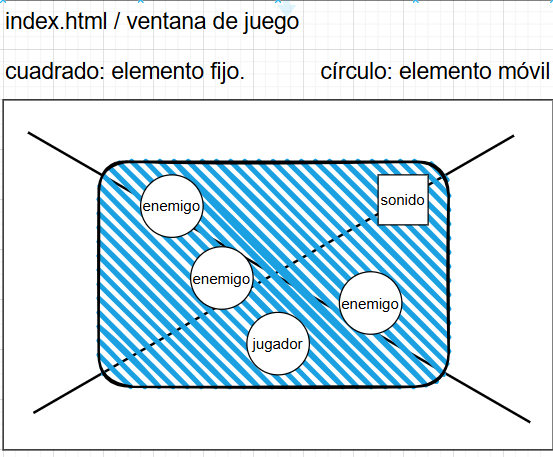 index.html / ventana de juego
cuadrado: elemento fijo.
círculo: elemento móvil
enemigo
sonido
enemigo
enemigo
jugador